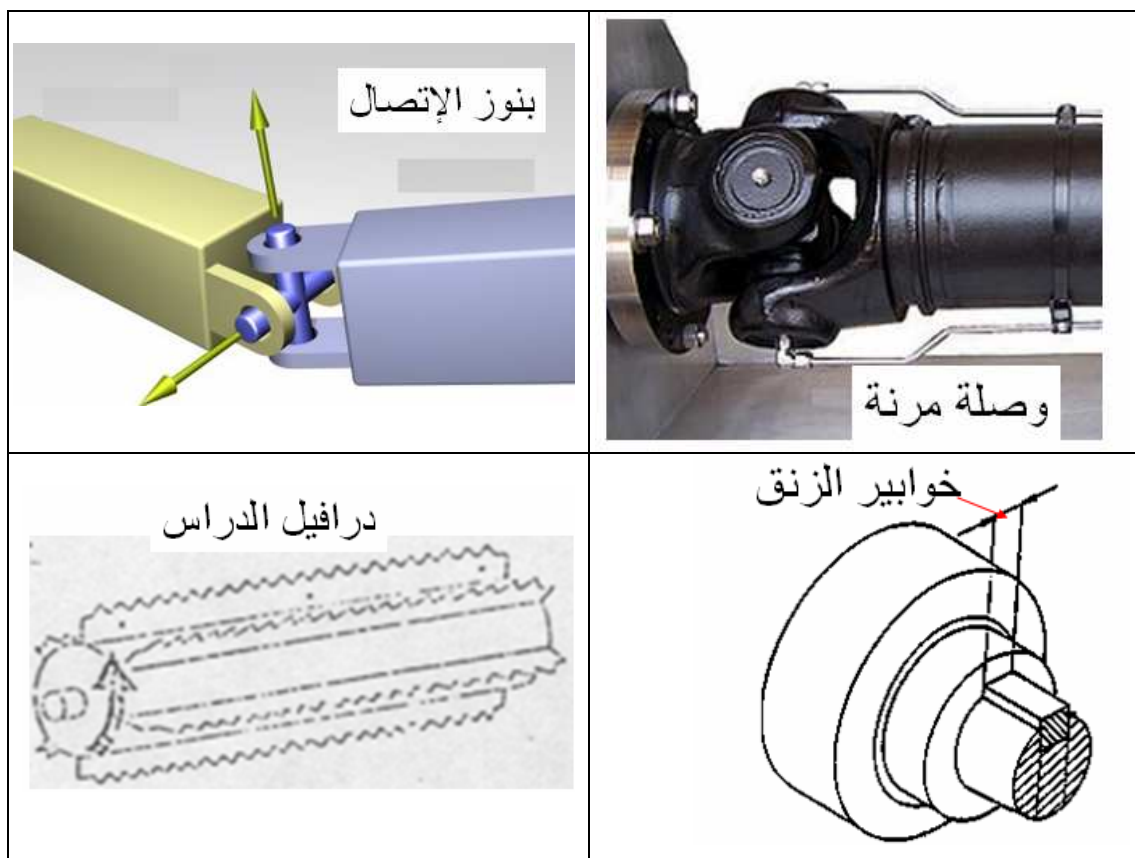 بنوز الإتصال
وصلة مرنة
درافيل الدراس
خوابير الزنق